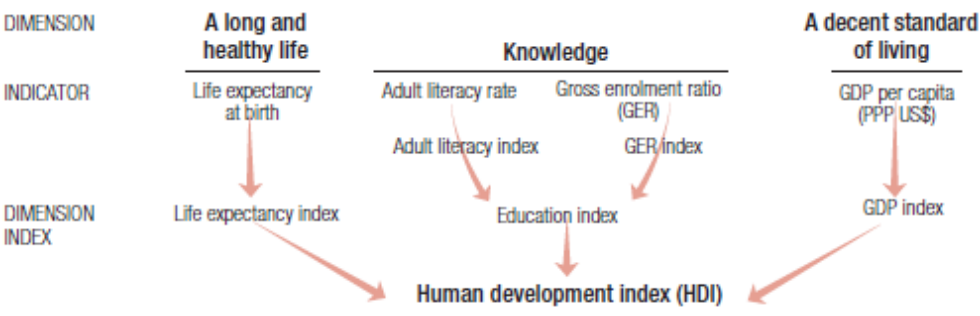 DIMENSION
A long and
healthy life
Knowledge
A decent standard
of living
INDICATOR
Life expectancy
at birth
Adult literacy rate
Gross enrolment ratio
(GER)
GDP per capita
(PPP US$)
Adult literacy index
GER index
DIMENSION
INDEX
Life expectancy index
Education index
GDP index
Human development index (HDI)